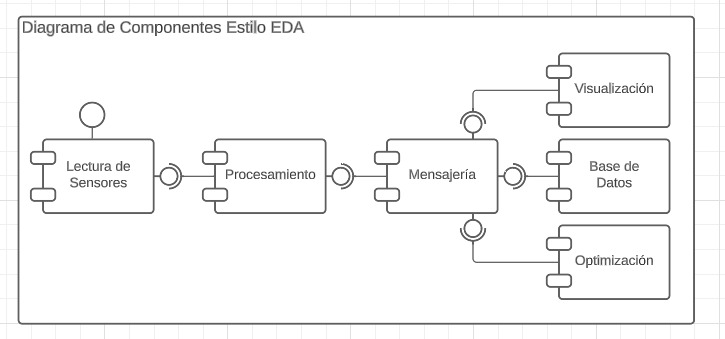 Diagrama de Componentes Estilo EDA
Visualización
Lectura de
Sensores
Procesamiento
Mensajería
Base de
Datos
Optimización